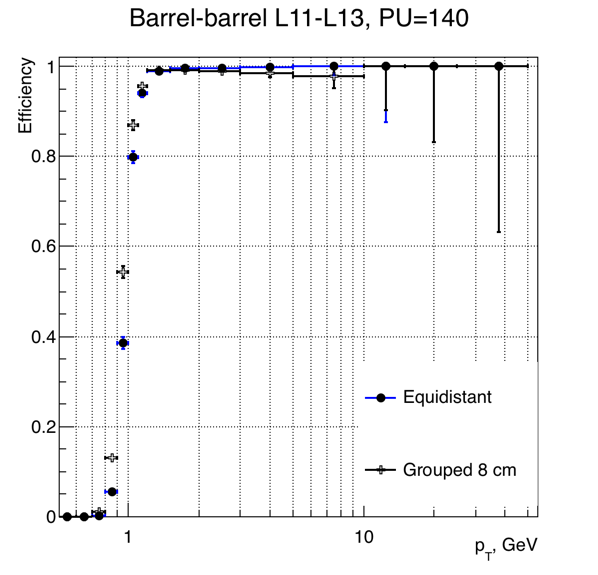 Barrel-barrel L11-L13, PU=140
Efficiency
1
0.8
0.6
0.4
0.2
0
Equidistant
Grouped 8 cm
1
10
p_T, GeV